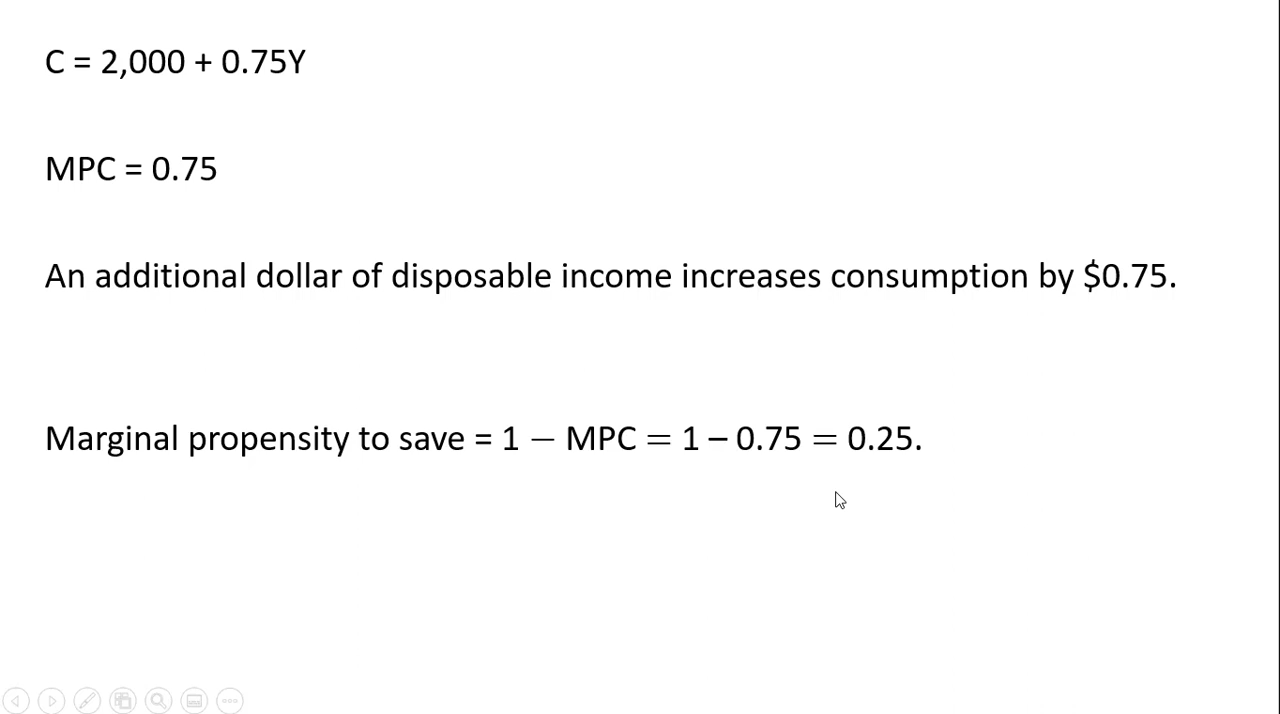 C = 2,000 + 0.75Y
MPC = 0.75
An additional dollar of disposable income increases consumption by $0.75.
Marginal propensity to save = 1 − MPC = 1 – 0.75 = 0.25.